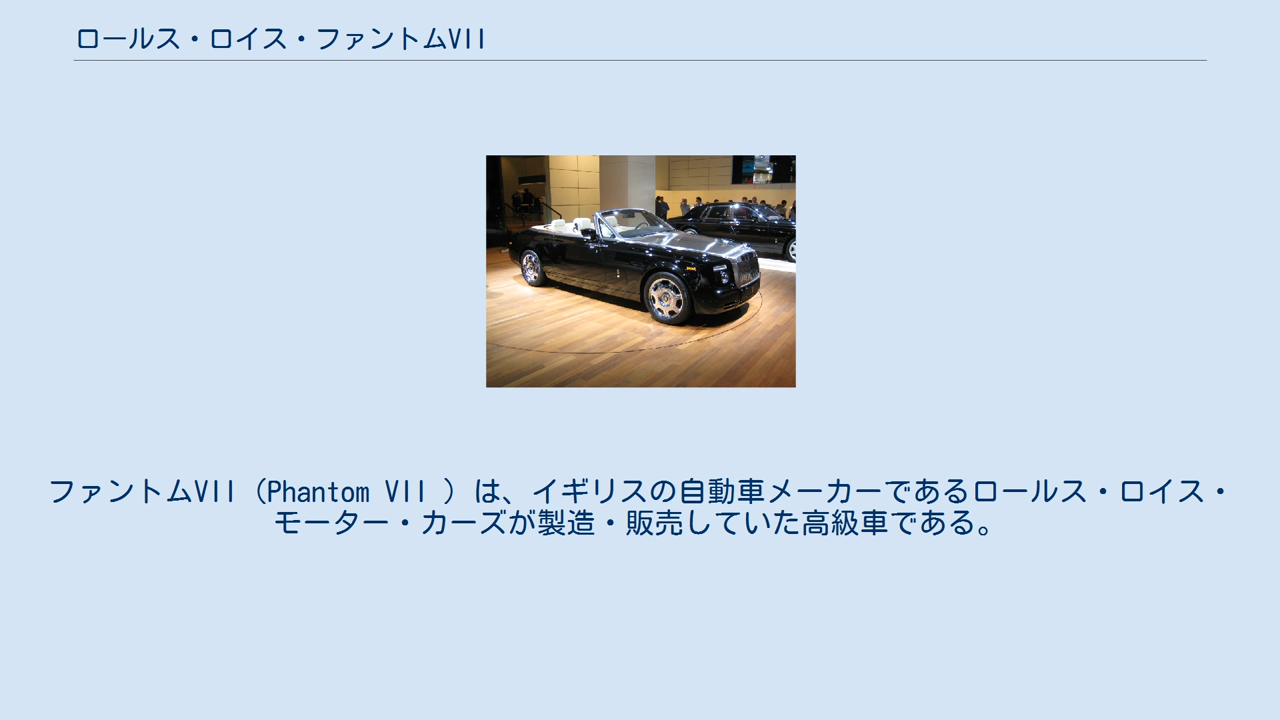 ロールス・ロイス・ファントムVII
ファントムVII（Phantom VII ）は、イギリスの自動車メーカーであるロールス・ロイス・
モーター・カーズが製造・販売していた高級車である。